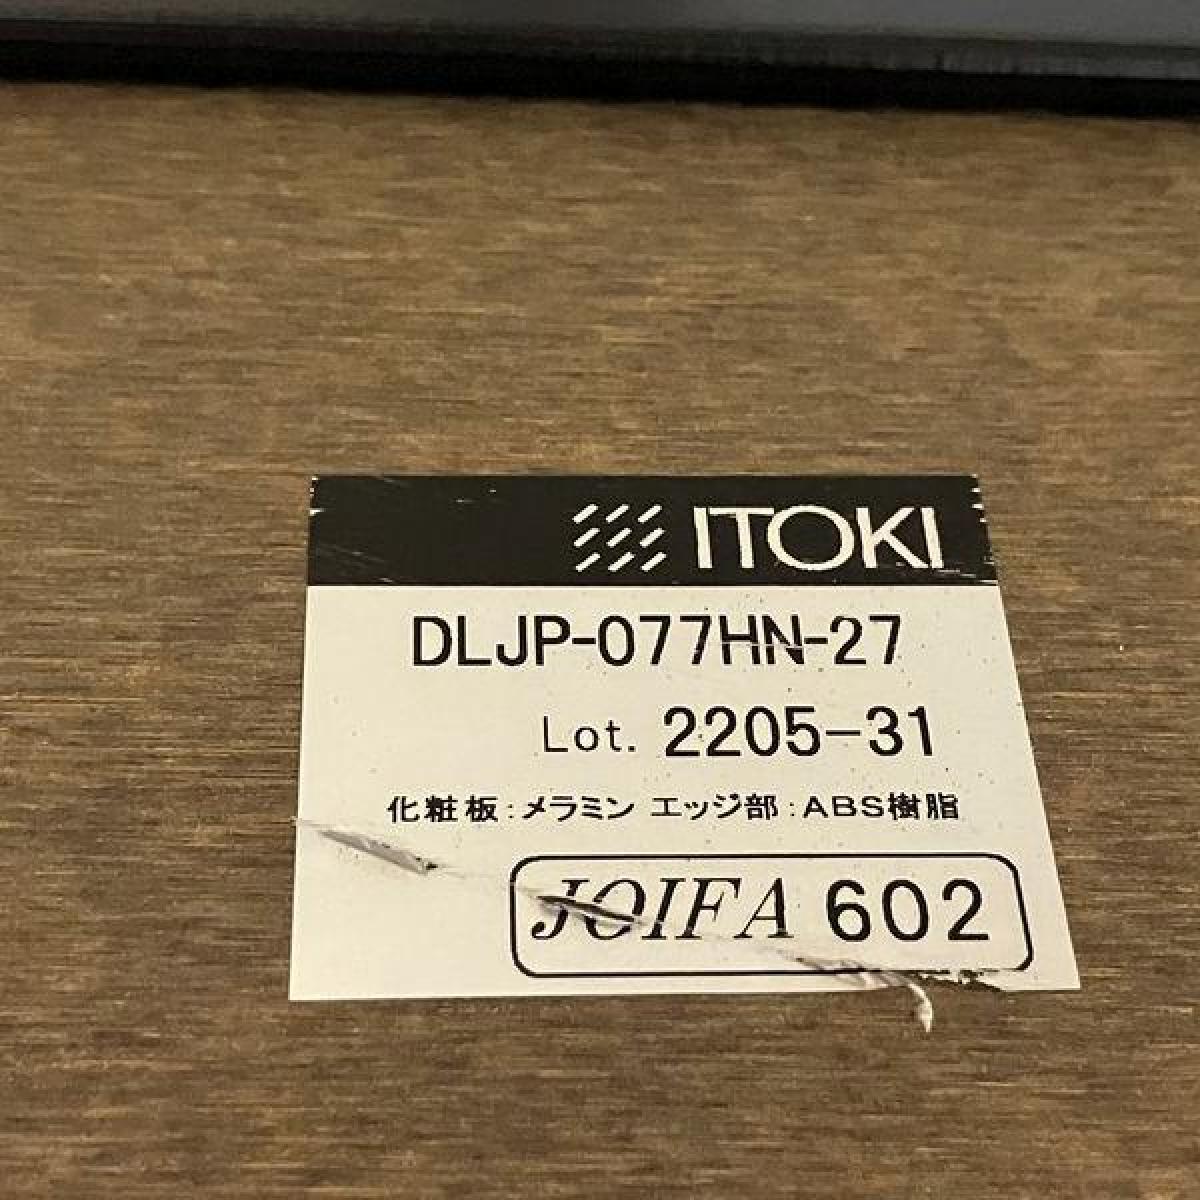 ITOKI
DLJP-077HN-27
Lot. 2205-31
化粧板:メラミン エッジ部:ABS樹脂
JOIFA 602